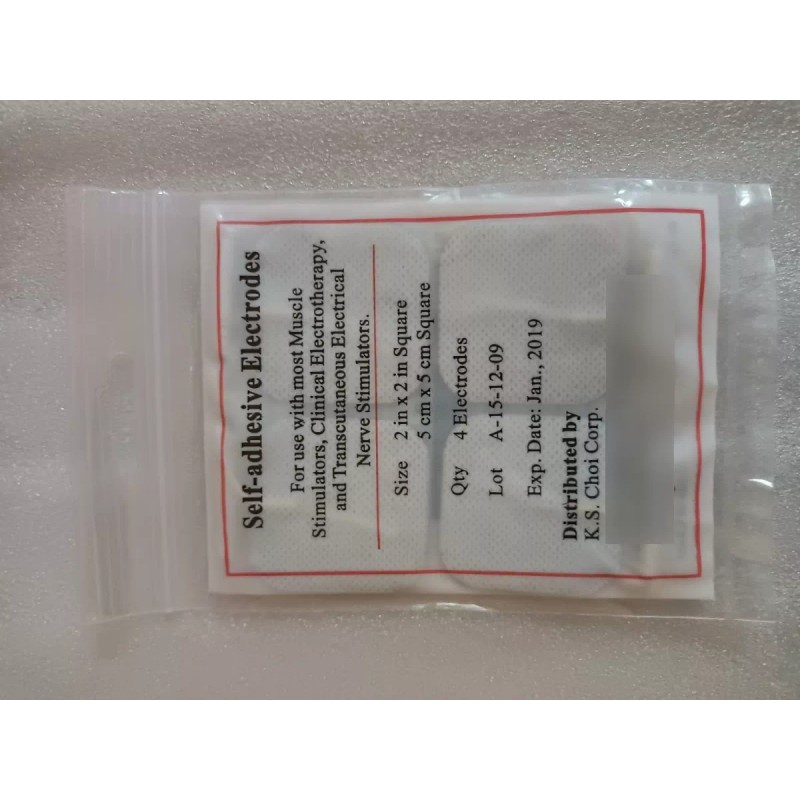 Self-adhesive Electrodes
For use with most Muscle
Stimulators, Clinical Electrotherapy,
and Transcutaneous Electrical
Nerve Stimulators.
Size 2 in x 2 in Square
5 cm x 5 cm Square
Qty 4 Electrodes
Lot A-15-12-09
Exp. Date: Jan., 2019
Distributed by
K.S. Choi Corp.